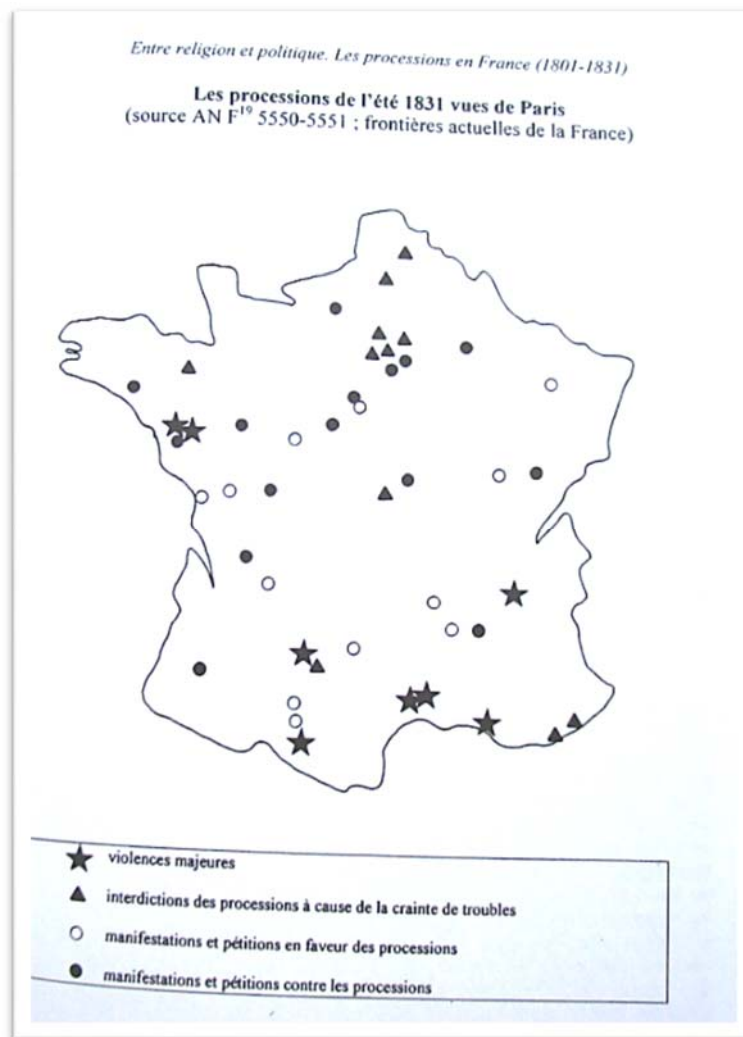 Entre religion et politique. Les processions en France (1801-1831)
Les processions de l'été 1831 vues de Paris
(source AN F19 5550-5551 ; frontières actuelles de la France)
violences majeures
interdictions des processions à cause de la crainte de troubles
manifestations et pétitions en faveur des processions
manifestations et pétitions contre les processions